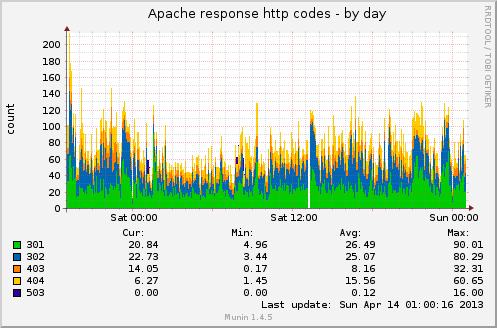 Apache response http codes - by day
RRDTOOL / TOBI OETIKER
count
200
180
160
140
120
100
80
60
40
20
0
Sat 00:00 Sat 12:00 Sun 00:00
Cur: Min: Avg: Max:
301 20.84 4.96 26.49 90.01
302 22.73 3.44 25.07 80.29
403 14.05 0.17 8.16 32.31
404 6.27 1.45 15.56 60.65
503 0.00 0.00 0.12 16.00
Last update: Sun Apr 14 01:00:16 2013
Munin 1.4.5